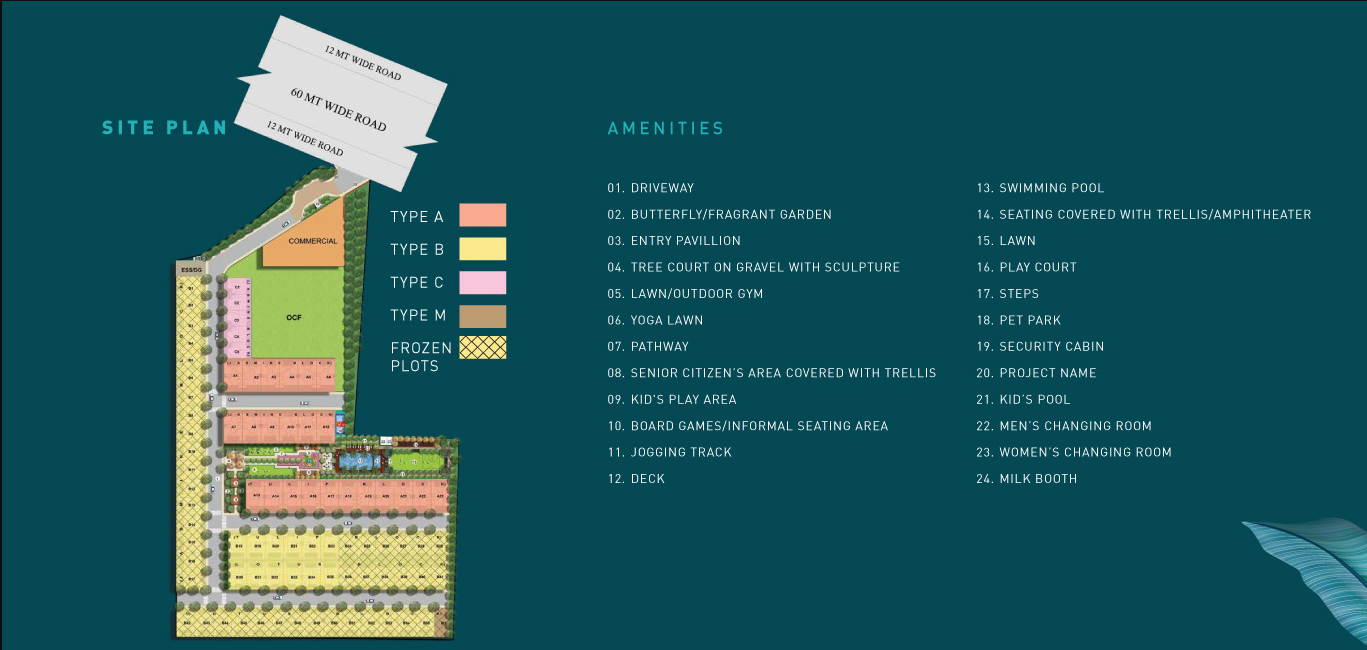 12 MT WIDE ROAD
60 MT WIDE ROAD
12 MT WIDE ROAD
SITE PLAN
COMMERCIAL
ESS/DG
OCF
TYPE A
TYPE B
TYPE C
TYPE M
FROZEN
PLOTS
AMENITIES
01. DRIVEWAY
02. BUTTERFLY/FRAGRANT GARDEN
03. ENTRY PAVILLION
04. TREE COURT ON GRAVEL WITH SCULPTURE
05. LAWN/OUTDOOR GYM
06. YOGA LAWN
07. PATHWAY
08. SENIOR CITIZEN'S AREA COVERED WITH TRELLIS
09. KID'S PLAY AREA
10. BOARD GAMES/INFORMAL SEATING AREA
11. JOGGING TRACK
12. DECK
13. SWIMMING POOL
14. SEATING COVERED WITH TRELLIS/AMPHITHEATER
15. LAWN
16. PLAY COURT
17. STEPS
18. PET PARK
19. SECURITY CABIN
20. PROJECT NAME
21. KID'S POOL
22. MEN'S CHANGING ROOM
23. WOMEN'S CHANGING ROOM
24. MILK BOOTH